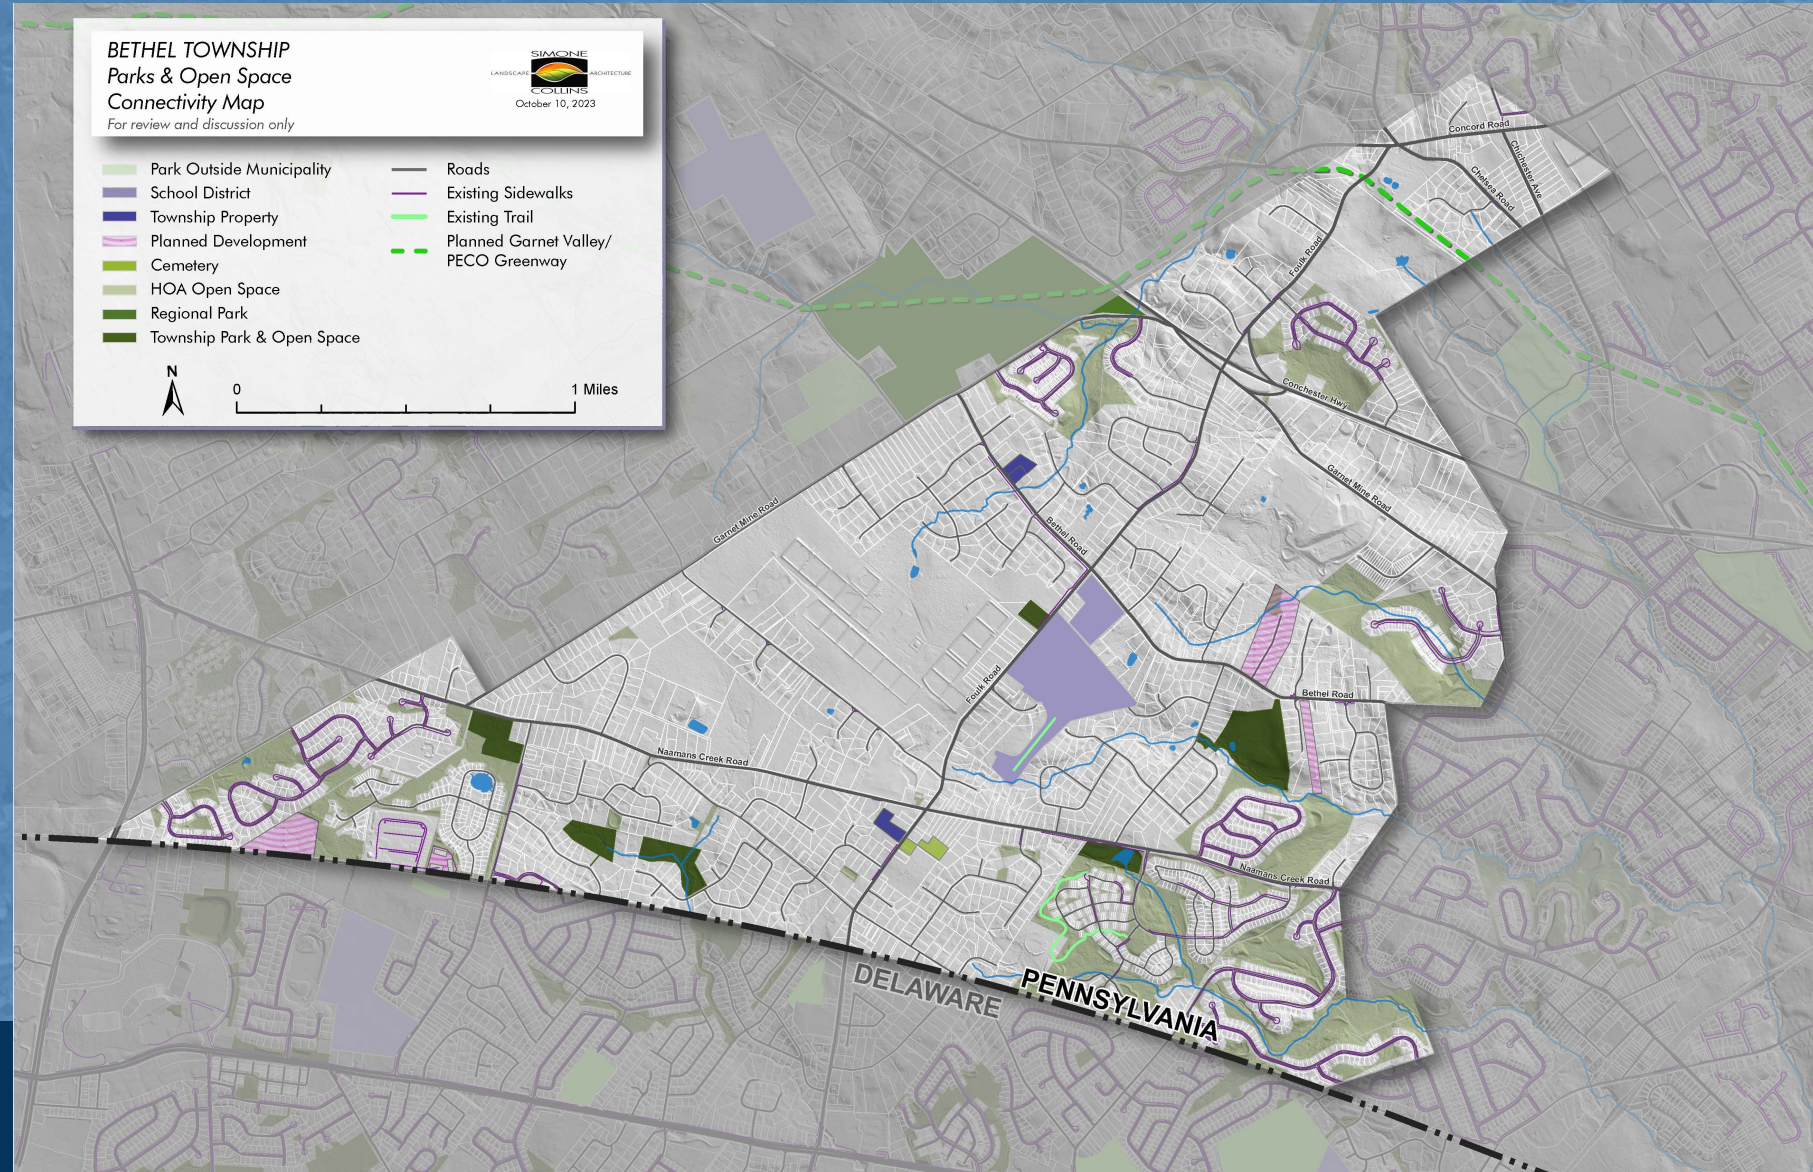 BETHEL TOWNSHIP
Parks & Open Space
Connectivity Map
For review and discussion only
SIMONE
LANDSCAPE ARCHITECTURE
COLLINS
October 10, 2023
Park Outside Municipality
School District
Township Property
Planned Development
Cemetery
HOA Open Space
Regional Park
Township Park & Open Space
Roads
Existing Sidewalks
Existing Trail
Planned Garnet Valley/
PECO Greenway
N
0
1 Miles
Concord Road
Chichester Ave
Chelsea Road
Foulk Road
Conchester Hwy
Garnet Mine Road
Garnet Mine Road
Bethel Road
Foulk Road
Bethel Road
Naamans Creek Road
Naamans Creek Road
DELAWARE
PENNSYLVANIA